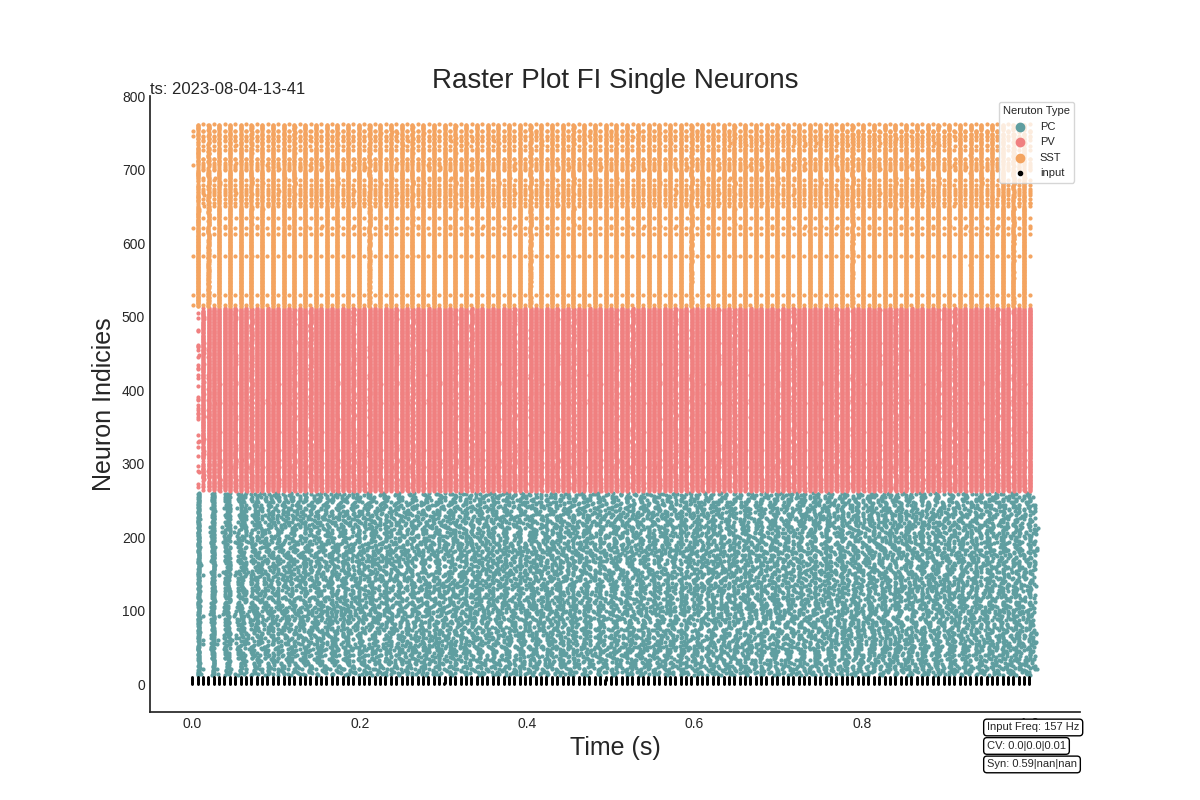 Raster Plot FI Single Neurons
ts: 2023-08-04-13-41
Neruton Type
PC
PV
SST
input
Neuron Indicies
800
700
600
500
400
300
200
100
0
0.0
0.2
0.4
0.6
0.8
Time (s)
Input Freq: 157 Hz
CV: 0.0|0.0|0.01
Syn: 0.59|nan|nan